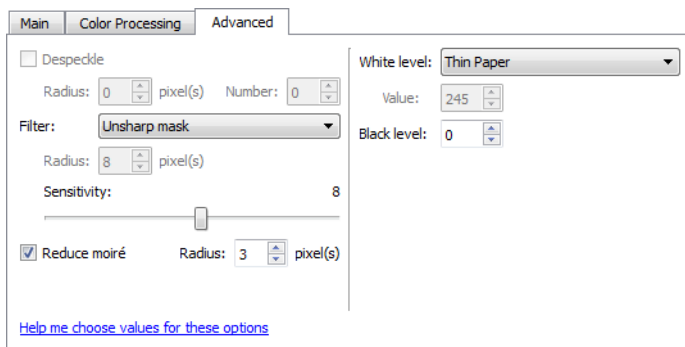 Main Color Processing Advanced
Despeckle
Radius: 0 pixel(s) Number: 0
Filter: Unsharp mask
Radius: 8 pixel(s)
Sensitivity: 8
Reduce moiré Radius: 3 pixel(s)
Help me choose values for these options
White level: Thin Paper
Value: 245
Black level: 0